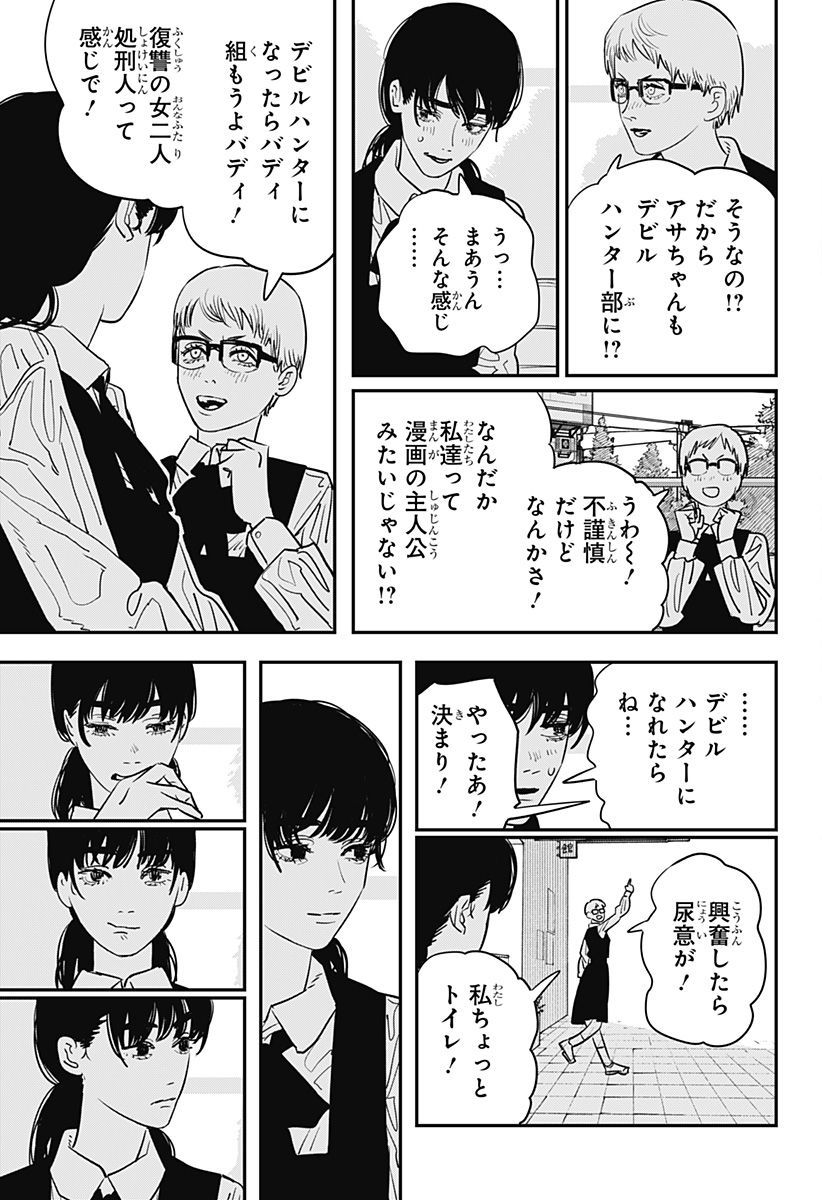 そうなの!?
だから
アサちゃんも
デビル
ハンター部に!?
うっ…
まあうん
そんな感じ
……
うわ〜!
不謹慎
だけど
なんかさ!
なんだか
私達って
漫画の主人公
みたいじゃない!?
デビルハンターに
なったらバディ
組もうよバディ!
復讐の女二人
処刑人って
感じで!
……
デビル
ハンターに
なれたら
ね…
やったあ!
決まり!
館
興奮したら
尿意が!
私ちょっと
トイレ!